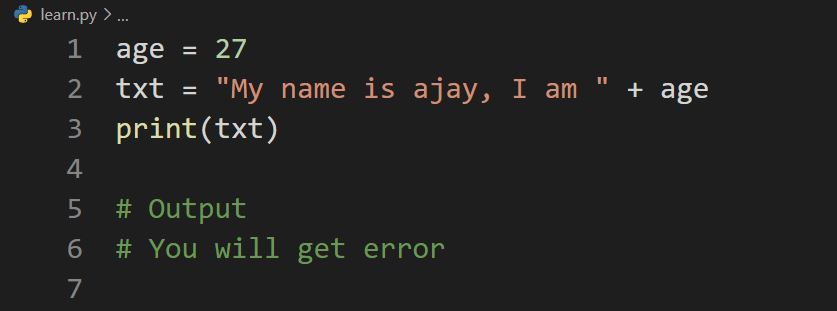 learn.py > ...
1 age = 27
2 txt = "My name is ajay, I am " + age
3 print(txt)
4
5 # Output
6 # You will get error
7